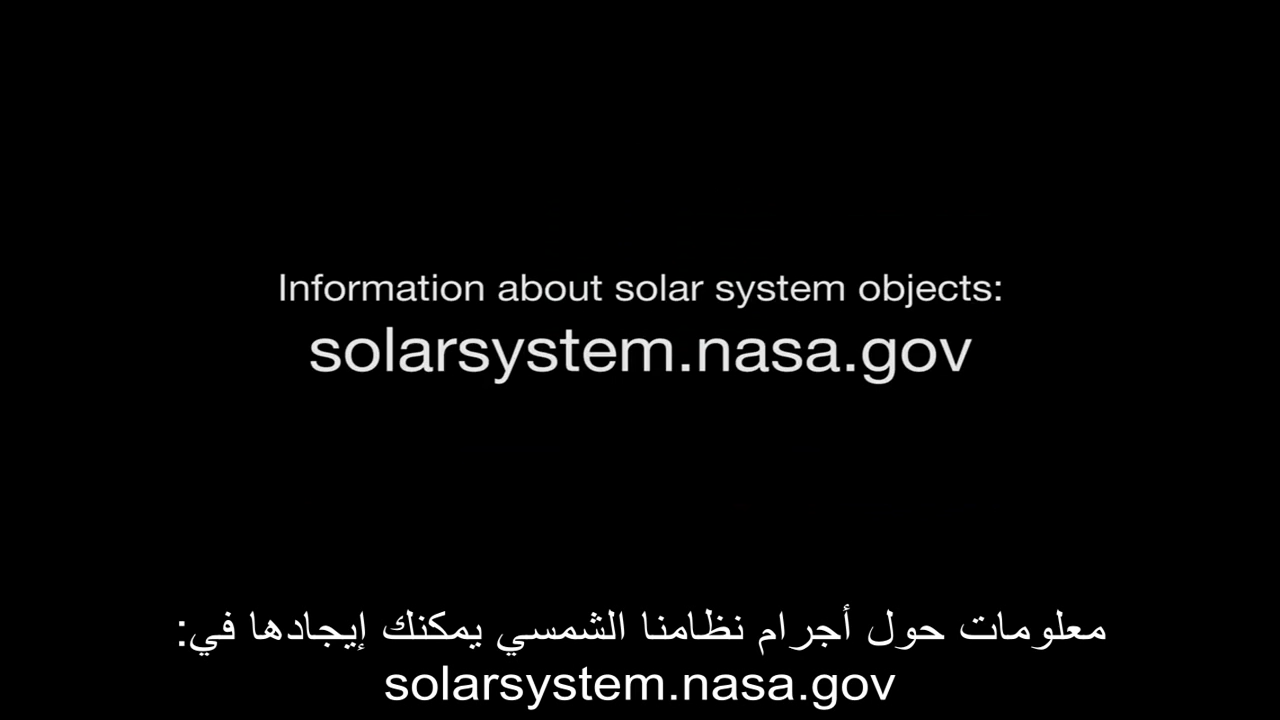 Information about solar system objects:
solarsystem.nasa.gov
معلومات حول أجرام نظامنا الشمسي يمكنك إيجادها في:
solarsystem.nasa.gov